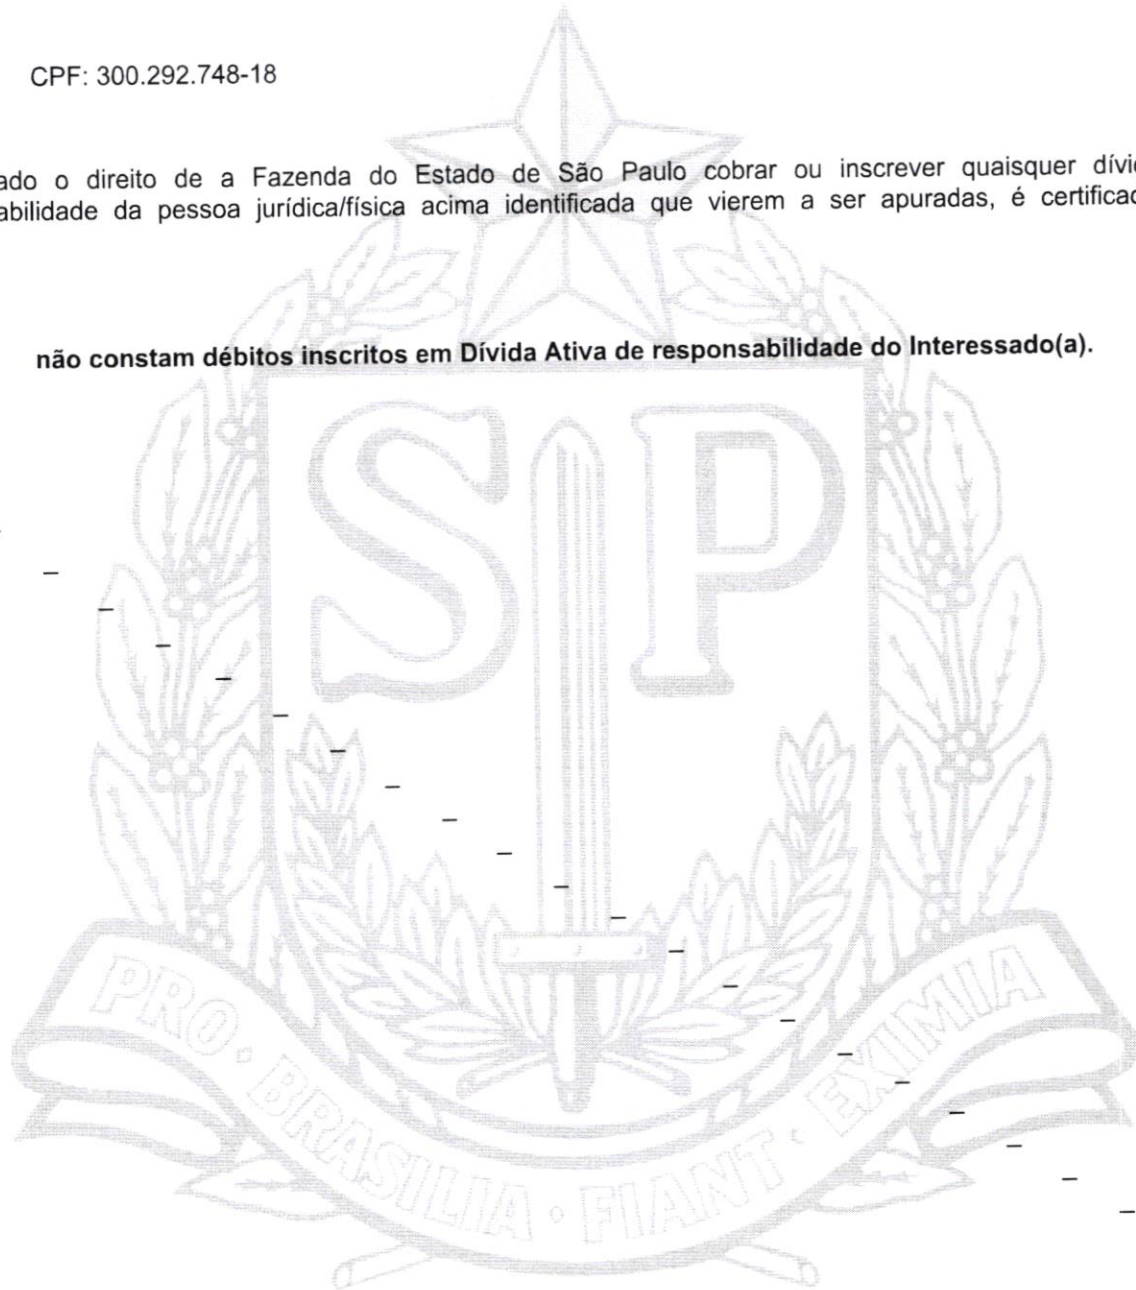 CPF: 300.292.748-18
ado o direito de a Fazenda do Estado de São Paulo cobrar ou inscrever quaisquer dívi
abilidade da pessoa jurídica/física acima identificada que vierem a ser apuradas, é certifica
não constam débitos inscritos em Dívida Ativa de responsabilidade do Interessado(a).
SP
PRO · BRASILIA · FIANT · EXIMIA